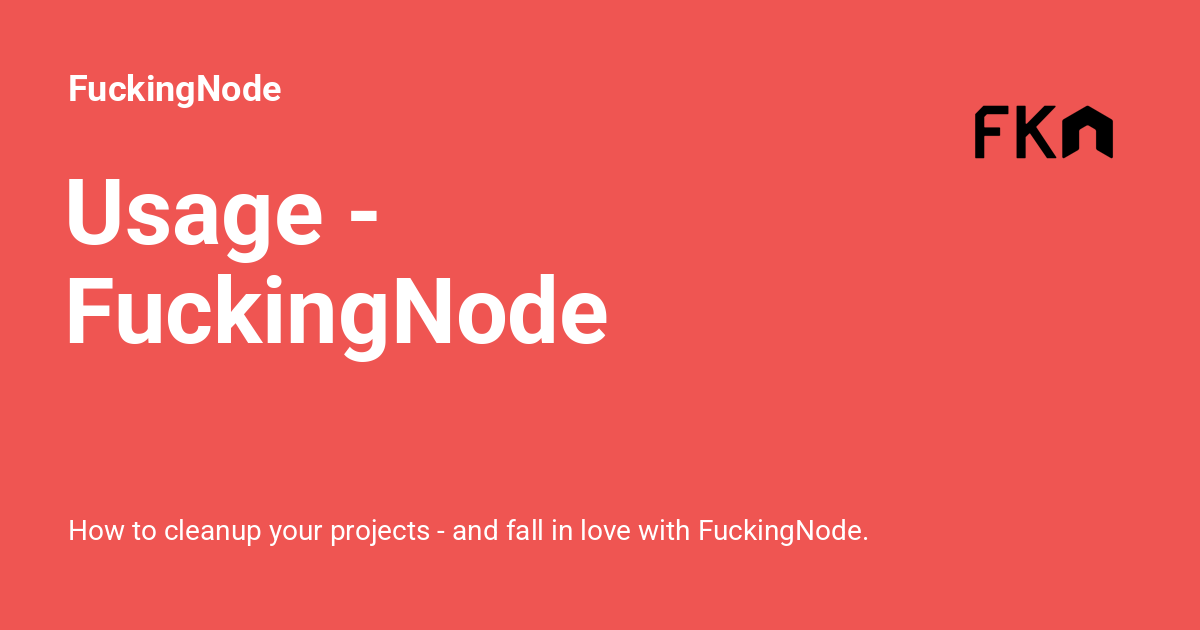 FuckingNode
FKn
Usage -
FuckingNode
How to cleanup your projects - and fall in love with FuckingNode.